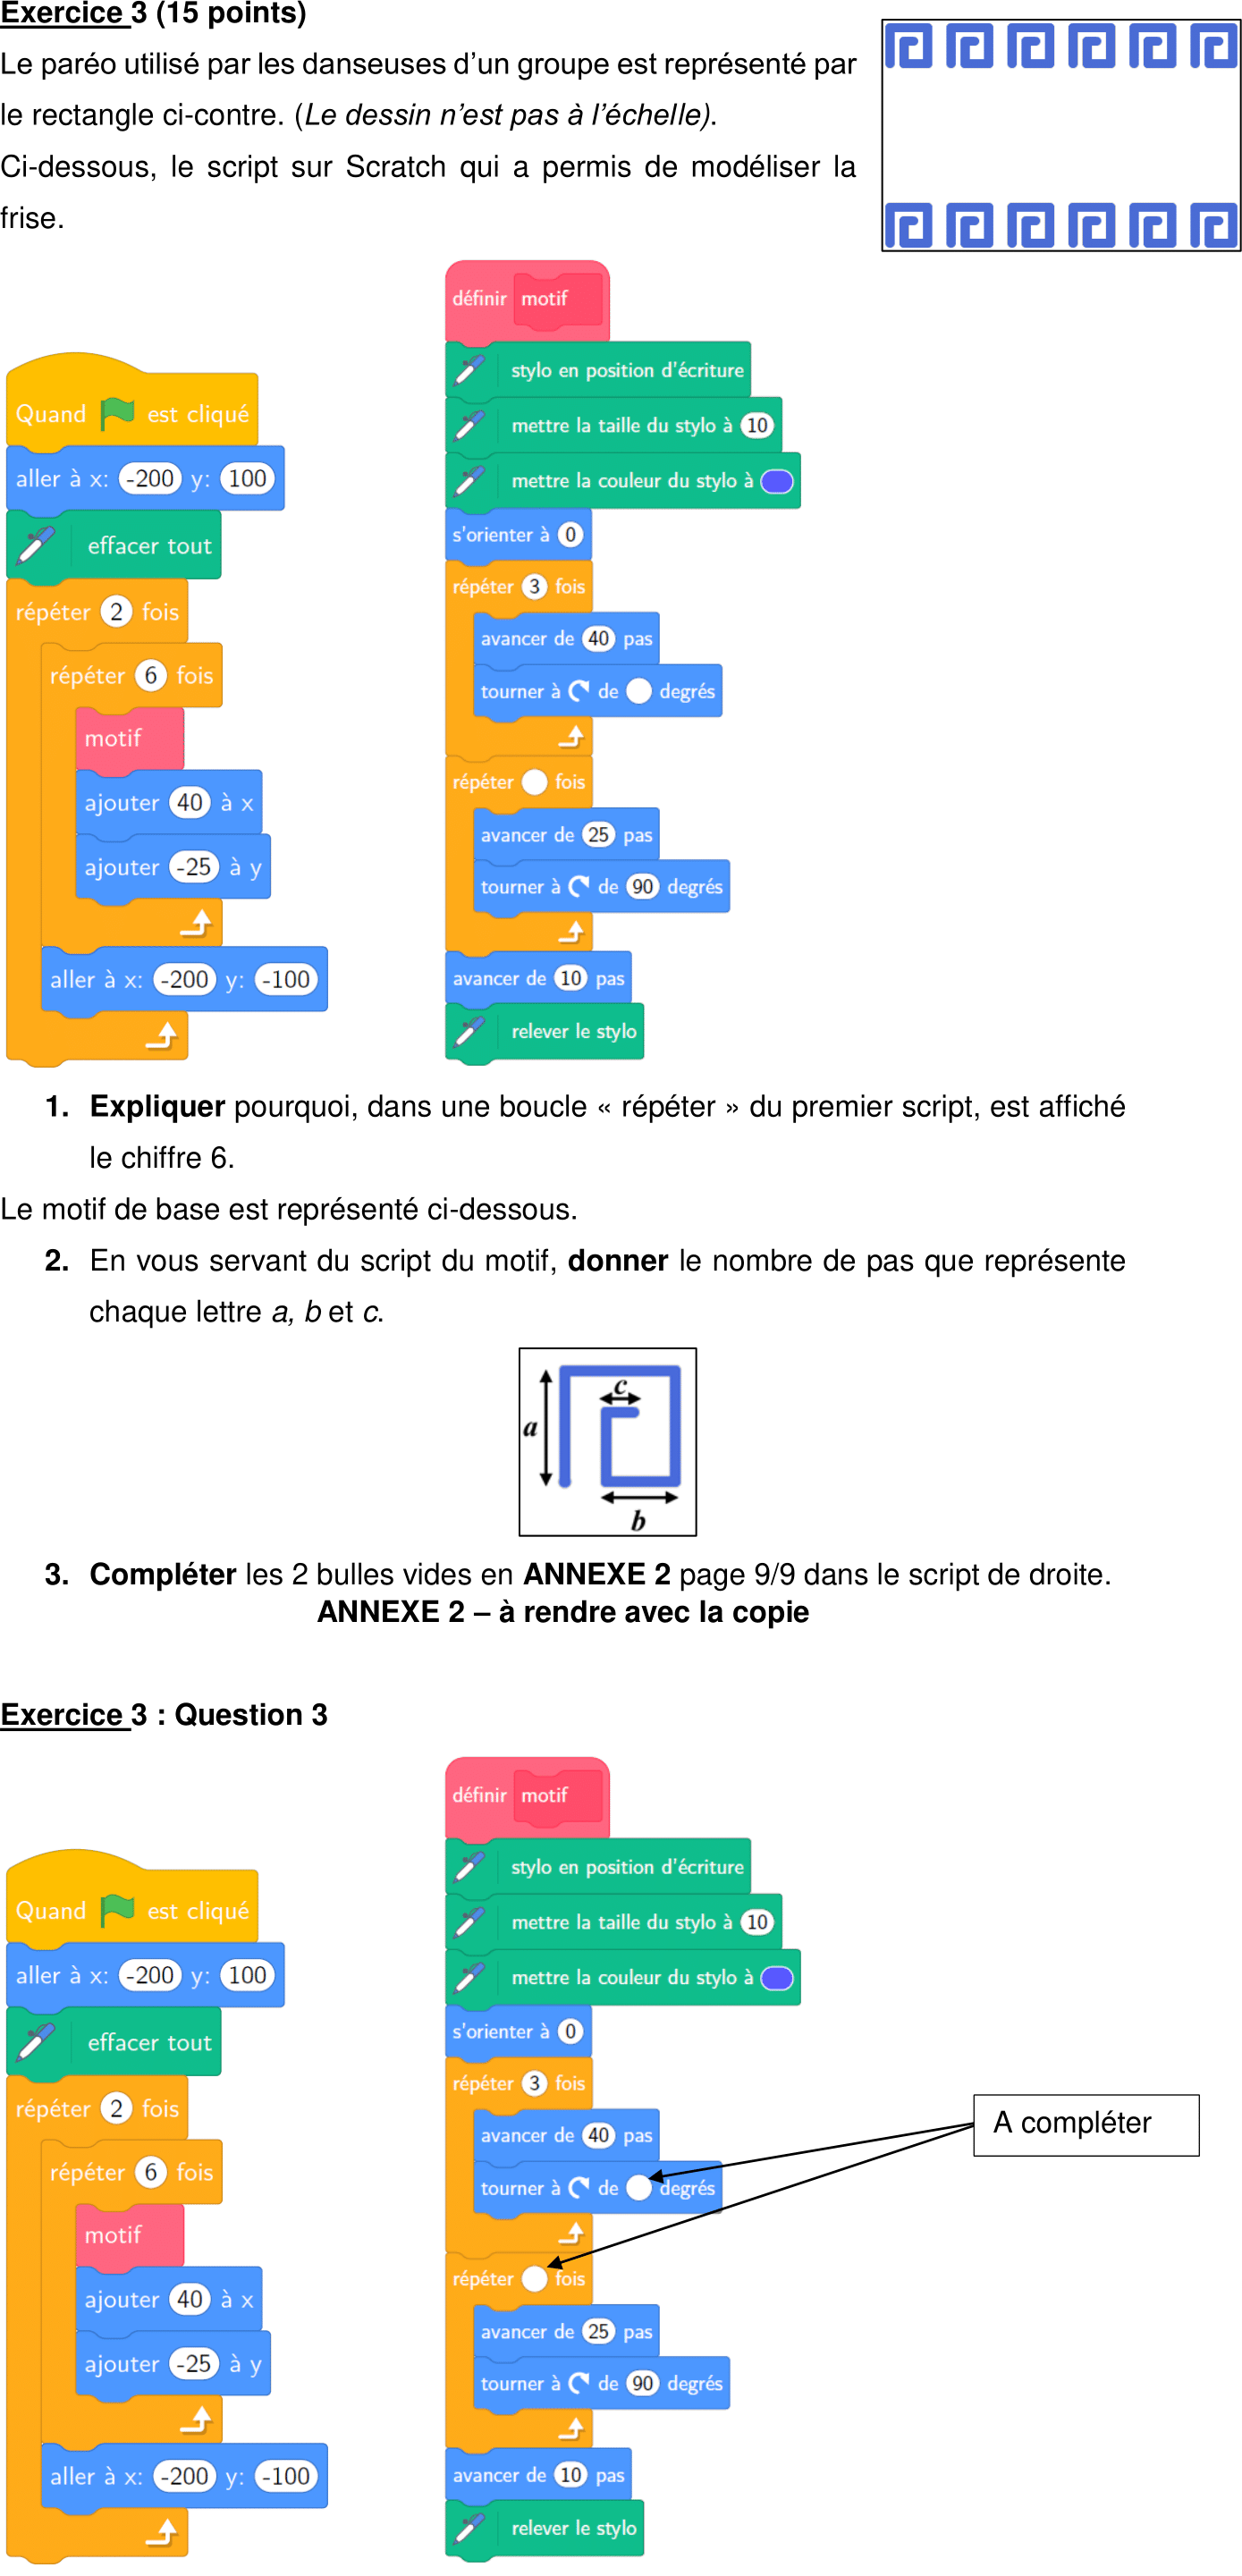 Exercice 3 (15 points)
Le paréo utilisé par les danseuses d’un groupe est représenté par
le rectangle ci-contre. (Le dessin n’est pas à l’échelle).
Ci-dessous, le script sur Scratch qui a permis de modéliser la
frise.
Quand est cliqué
aller à x: -200 y: 100
effacer tout
répéter 2 fois
répéter 6 fois
motif
ajouter 40 à x
ajouter -25 à y
aller à x: -200 y: -100
définir motif
stylo en position d'écriture
mettre la taille du stylo à 10
mettre la couleur du stylo à
s'orienter à 0
répéter 3 fois
avancer de 40 pas
tourner à de degrés
répéter fois
avancer de 25 pas
tourner à de 90 degrés
avancer de 10 pas
relever le stylo
1. Expliquer pourquoi, dans une boucle « répéter » du premier script, est affiché
le chiffre 6.
Le motif de base est représenté ci-dessous.
2. En vous servant du script du motif, donner le nombre de pas que représente
chaque lettre a, b et c.
c
a
b
3. Compléter les 2 bulles vides en ANNEXE 2 page 9/9 dans le script de droite.
ANNEXE 2 – à rendre avec la copie
Exercice 3 : Question 3
Quand est cliqué
aller à x: -200 y: 100
effacer tout
répéter 2 fois
répéter 6 fois
motif
ajouter 40 à x
ajouter -25 à y
aller à x: -200 y: -100
définir motif
stylo en position d'écriture
mettre la taille du stylo à 10
mettre la couleur du stylo à
s'orienter à 0
répéter 3 fois
avancer de 40 pas
tourner à de degrés
répéter fois
avancer de 25 pas
tourner à de 90 degrés
avancer de 10 pas
relever le stylo
A compléter